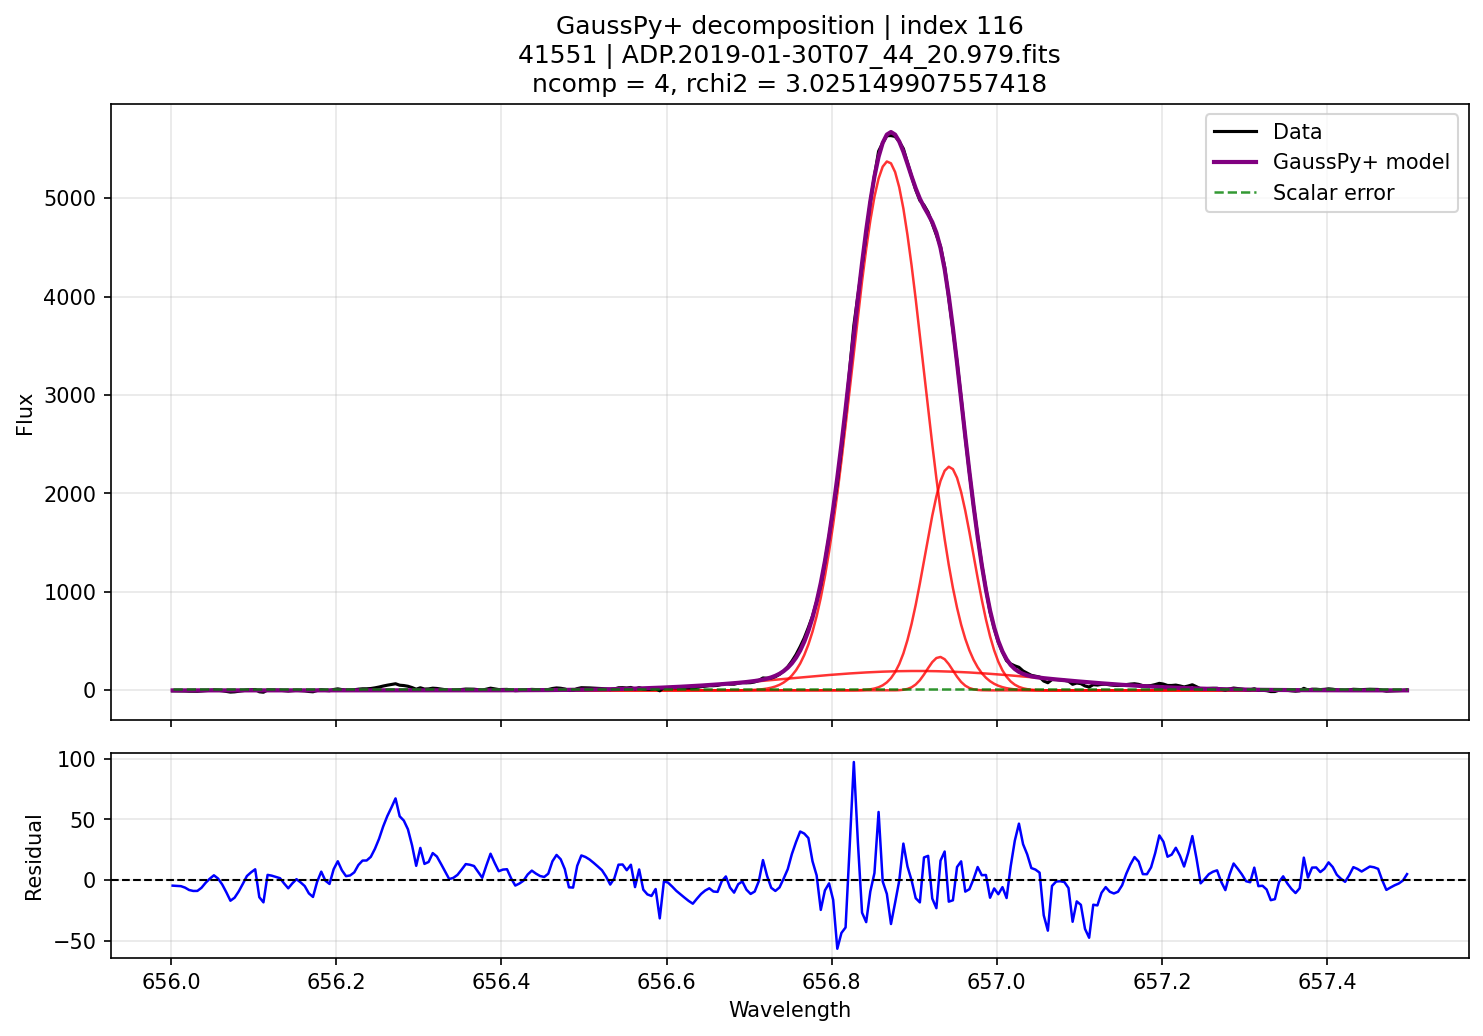 GaussPy+ decomposition | index 116
41551 | ADP.2019-01-30T07_44_20.979.fits
ncomp = 4, rchi2 = 3.025149907557418
Data
GaussPy+ model
Scalar error
Flux
5000
4000
3000
2000
1000
0
Residual
100
50
0
−50
656.0 656.2 656.4 656.6 656.8 657.0 657.2 657.4
Wavelength